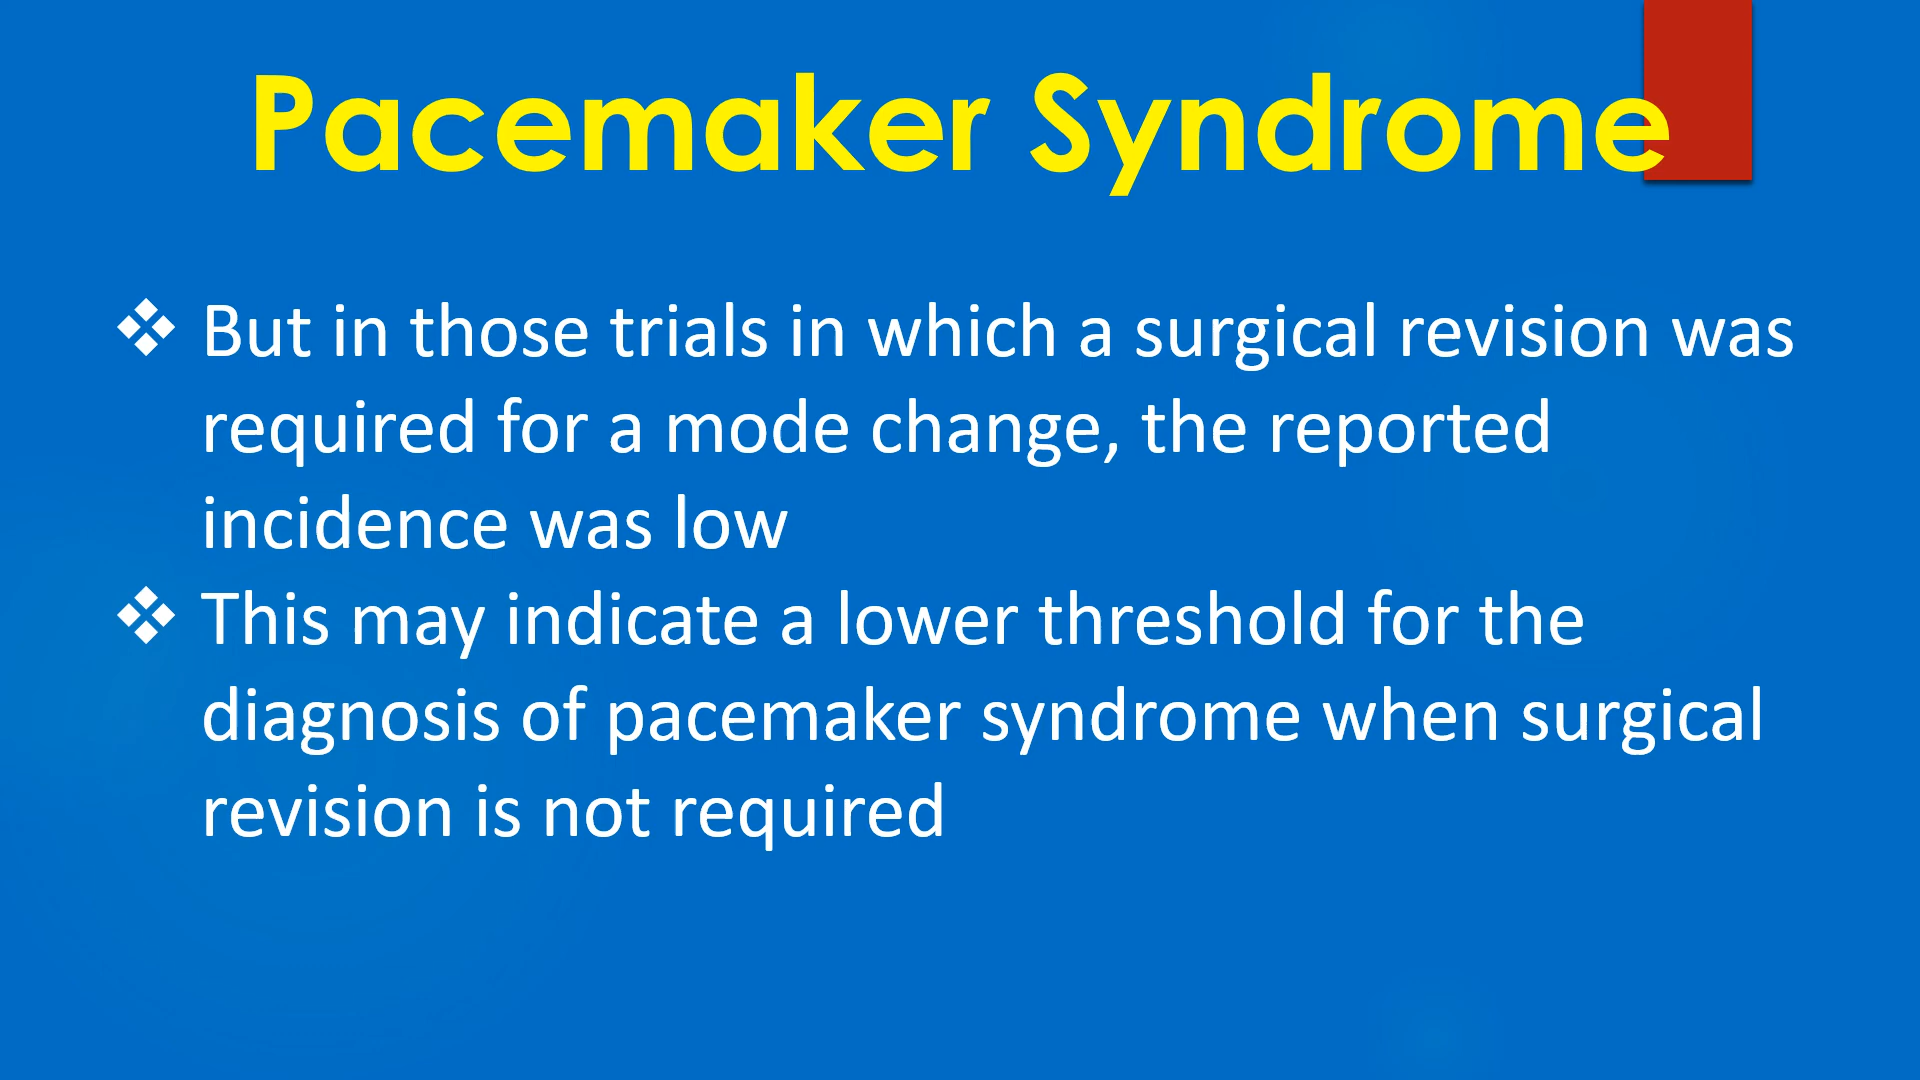 Pacemaker Syndrome
❖ But in those trials in which a surgical revision was
required for a mode change, the reported
incidence was low
❖ This may indicate a lower threshold for the
diagnosis of pacemaker syndrome when surgical
revision is not required